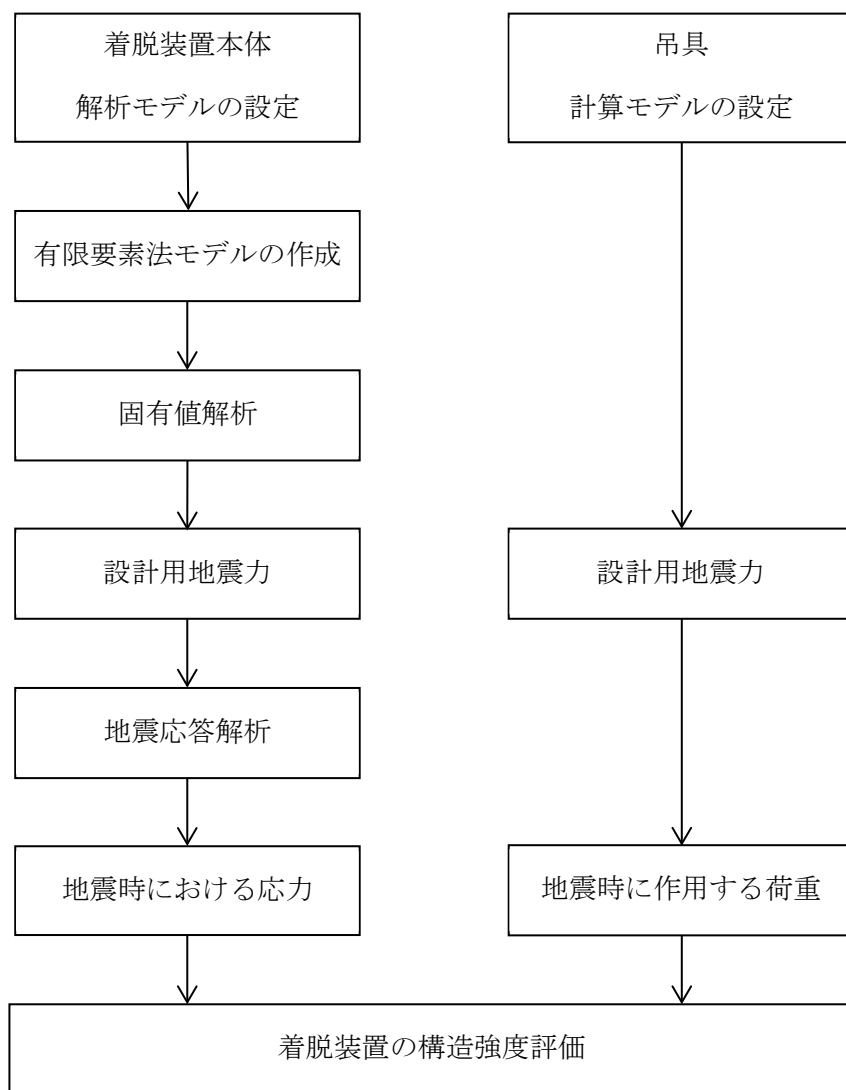 着脱装置本体
解析モデルの設定
有限要素法モデルの作成
固有値解析
設計用地震力
地震応答解析
地震時における応力
吊具
計算モデルの設定
設計用地震力
地震時に作用する荷重
着脱装置の構造強度評価